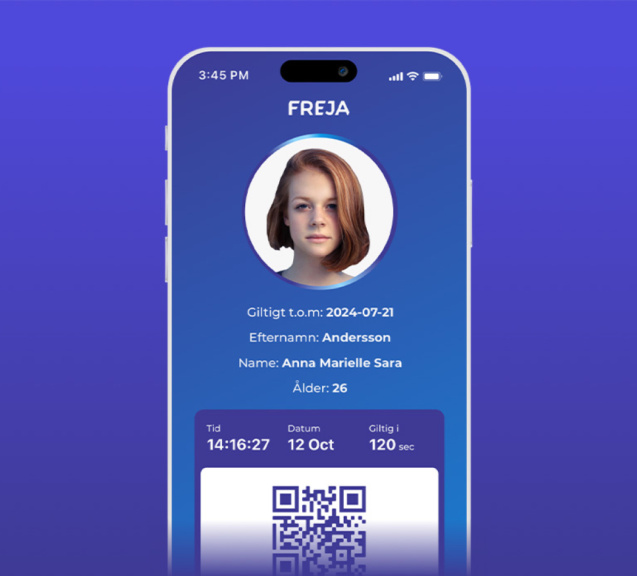 3:45 PM
FREJA
Giltigt t.o.m: 2024-07-21
Efternamn: Andersson
Name: Anna Marielle Sara
Ålder: 26
Tid Datum Giltig i
14:16:27 12 Oct 120 sec